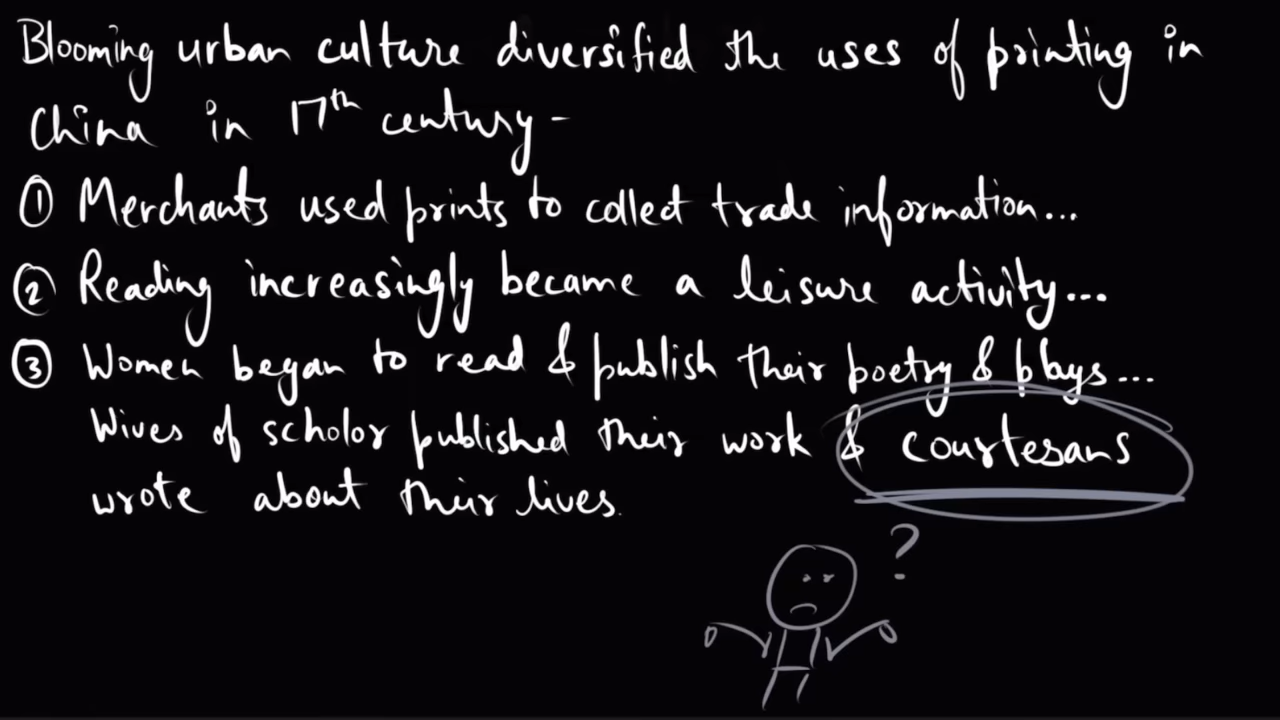 Blooming urban culture diversified the uses of printing in
China in 17th century -
① Merchants used prints to collect trade information...
② Reading increasingly became a leisure activity...
③ Women began to read & publish their poetry & plays...
Wives of scholor published their work & courtesans
wrote about their lives.
?